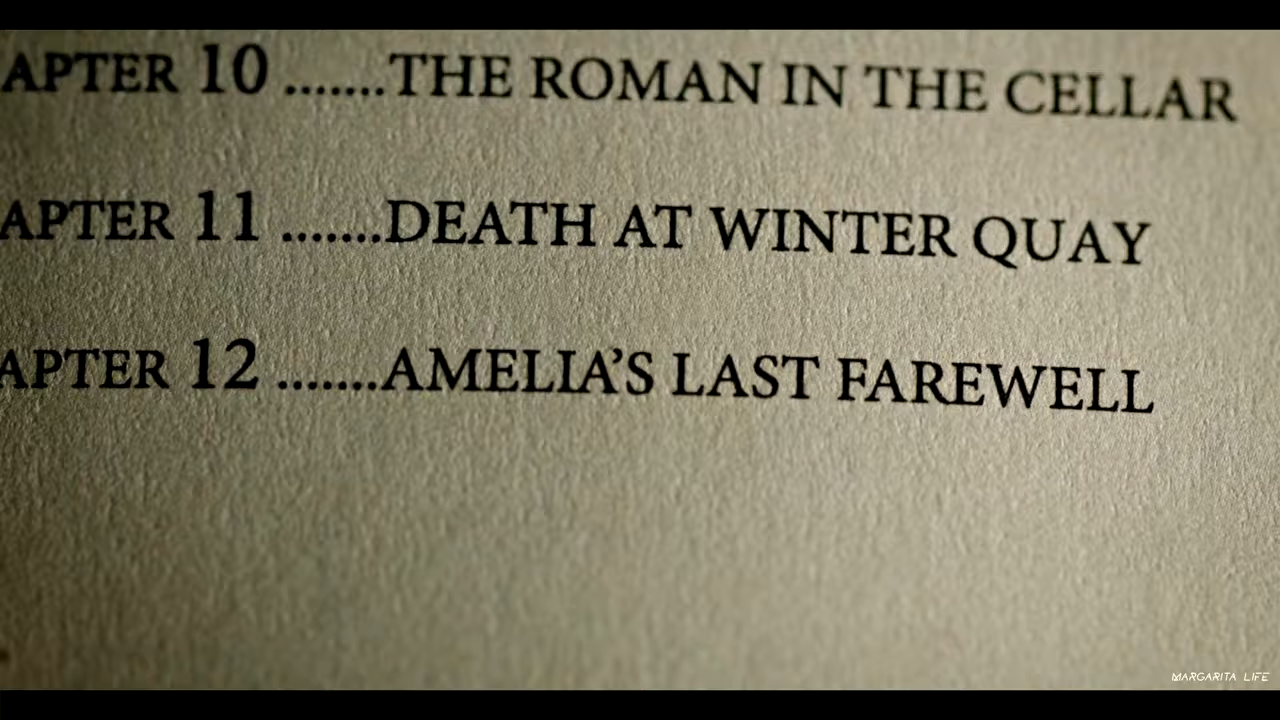 APTER 10 .......THE ROMAN IN THE CELLAR
APTER 11 .......DEATH AT WINTER QUAY
APTER 12 .......AMELIA’S LAST FAREWELL
MARGARITA LIFE